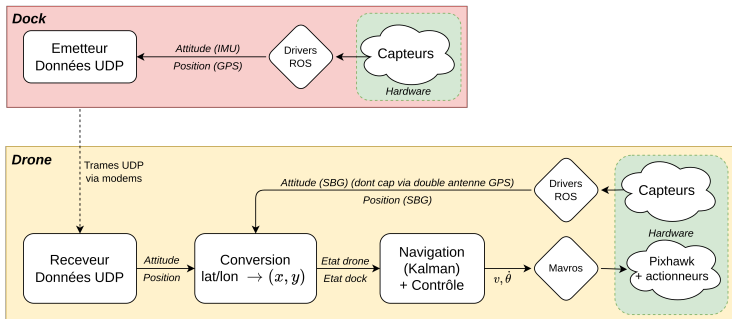 Dock
Emetteur
Données UDP
Attitude (IMU)
Position (GPS)
Drivers
ROS
Capteurs
Hardware
Trames UDP
via modems
Drone
Attitude (SBG) (dont cap via double antenne GPS)
Position (SBG)
Drivers
ROS
Capteurs
Hardware
Receveur
Données UDP
Attitude
Position
Conversion
lat/lon → (x, y)
Etat drone
Etat dock
Navigation
(Kalman)
+ Contrôle
v, θ̇
Mavros
Pixhawk
+ actionneurs